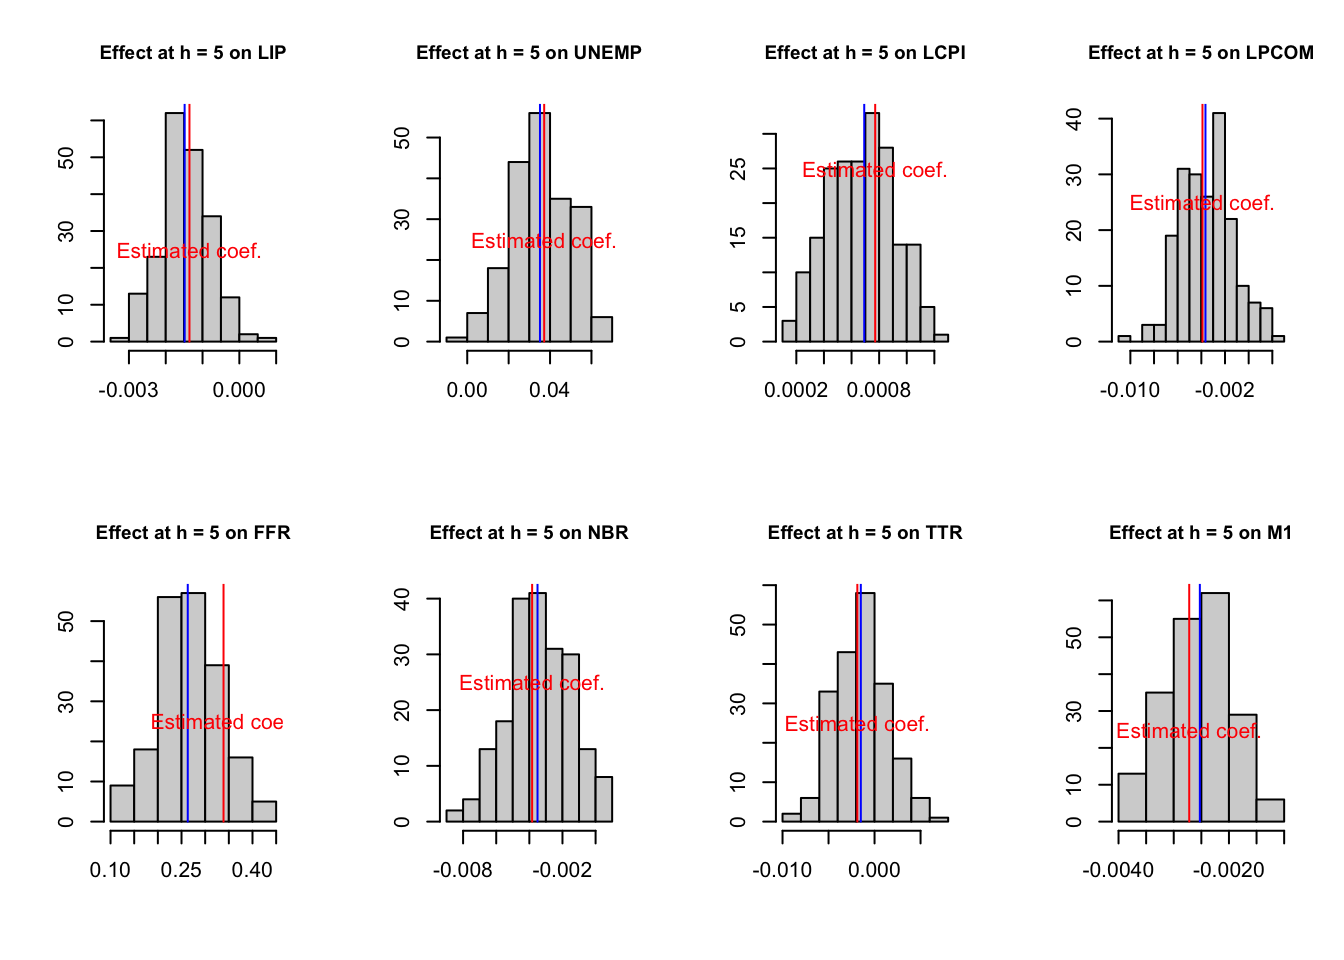 Effect at h = 5 on LIP
0 10 30 50
Estimated coef.
-0.003 0.000
Effect at h = 5 on UNEMP
0 10 30 50
Estimated coef.
0.00 0.04
Effect at h = 5 on LCPI
5 15 25
Estimated coef.
0.0002 0.0008
Effect at h = 5 on LPCOM
0 10 20 30 40
Estimated coef.
-0.010 -0.002
Effect at h = 5 on FFR
0 10 30 50
Estimated coe
0.10 0.25 0.40
Effect at h = 5 on NBR
0 10 20 30 40
Estimated coef.
-0.008 -0.002
Effect at h = 5 on TTR
0 10 30 50
Estimated coef.
-0.010 0.000
Effect at h = 5 on M1
0 10 30 50
Estimated coef.
-0.0040 -0.0020